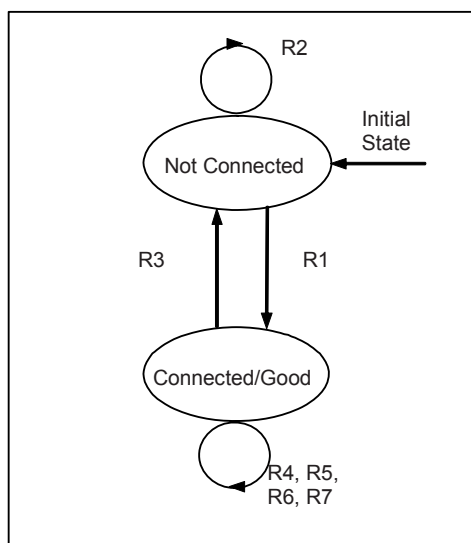 R2
Initial
State
Not Connected
R3
R1
Connected/Good
R4, R5,
R6, R7